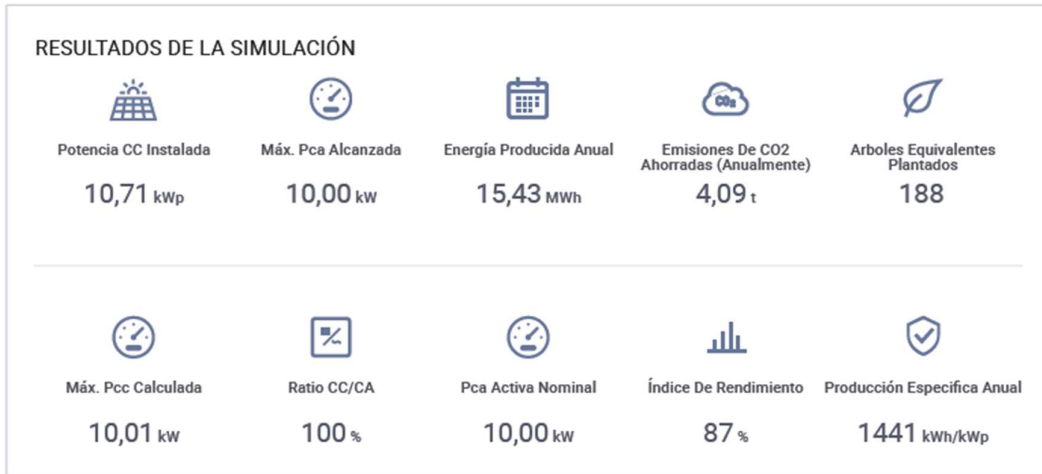 RESULTADOS DE LA SIMULACIÓN
CO₂
Potencia CC Instalada
10,71 kWp
Máx. Pca Alcanzada
10,00 kW
Energía Producida Anual
15,43 MWh
Emisiones De CO2
Ahorradas (Anualmente)
4,09 t
Arboles Equivalentes
Plantados
188
Máx. Pcc Calculada
10,01 kW
Ratio CC/CA
100 %
Pca Activa Nominal
10,00 kW
Índice De Rendimiento
87 %
Producción Especifica Anual
1441 kWh/kWp